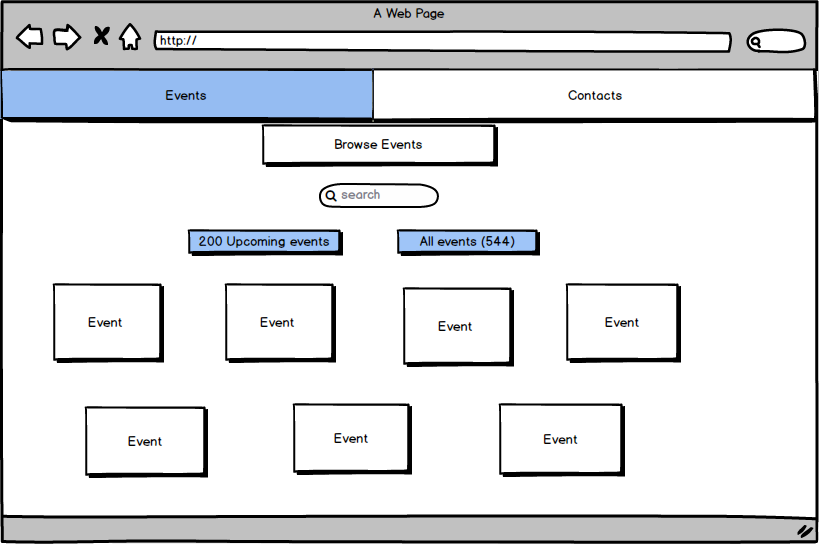 A Web Page
http://
Events
Contacts
Browse Events
search
200 Upcoming events
All events (544)
Event
Event
Event
Event
Event
Event
Event